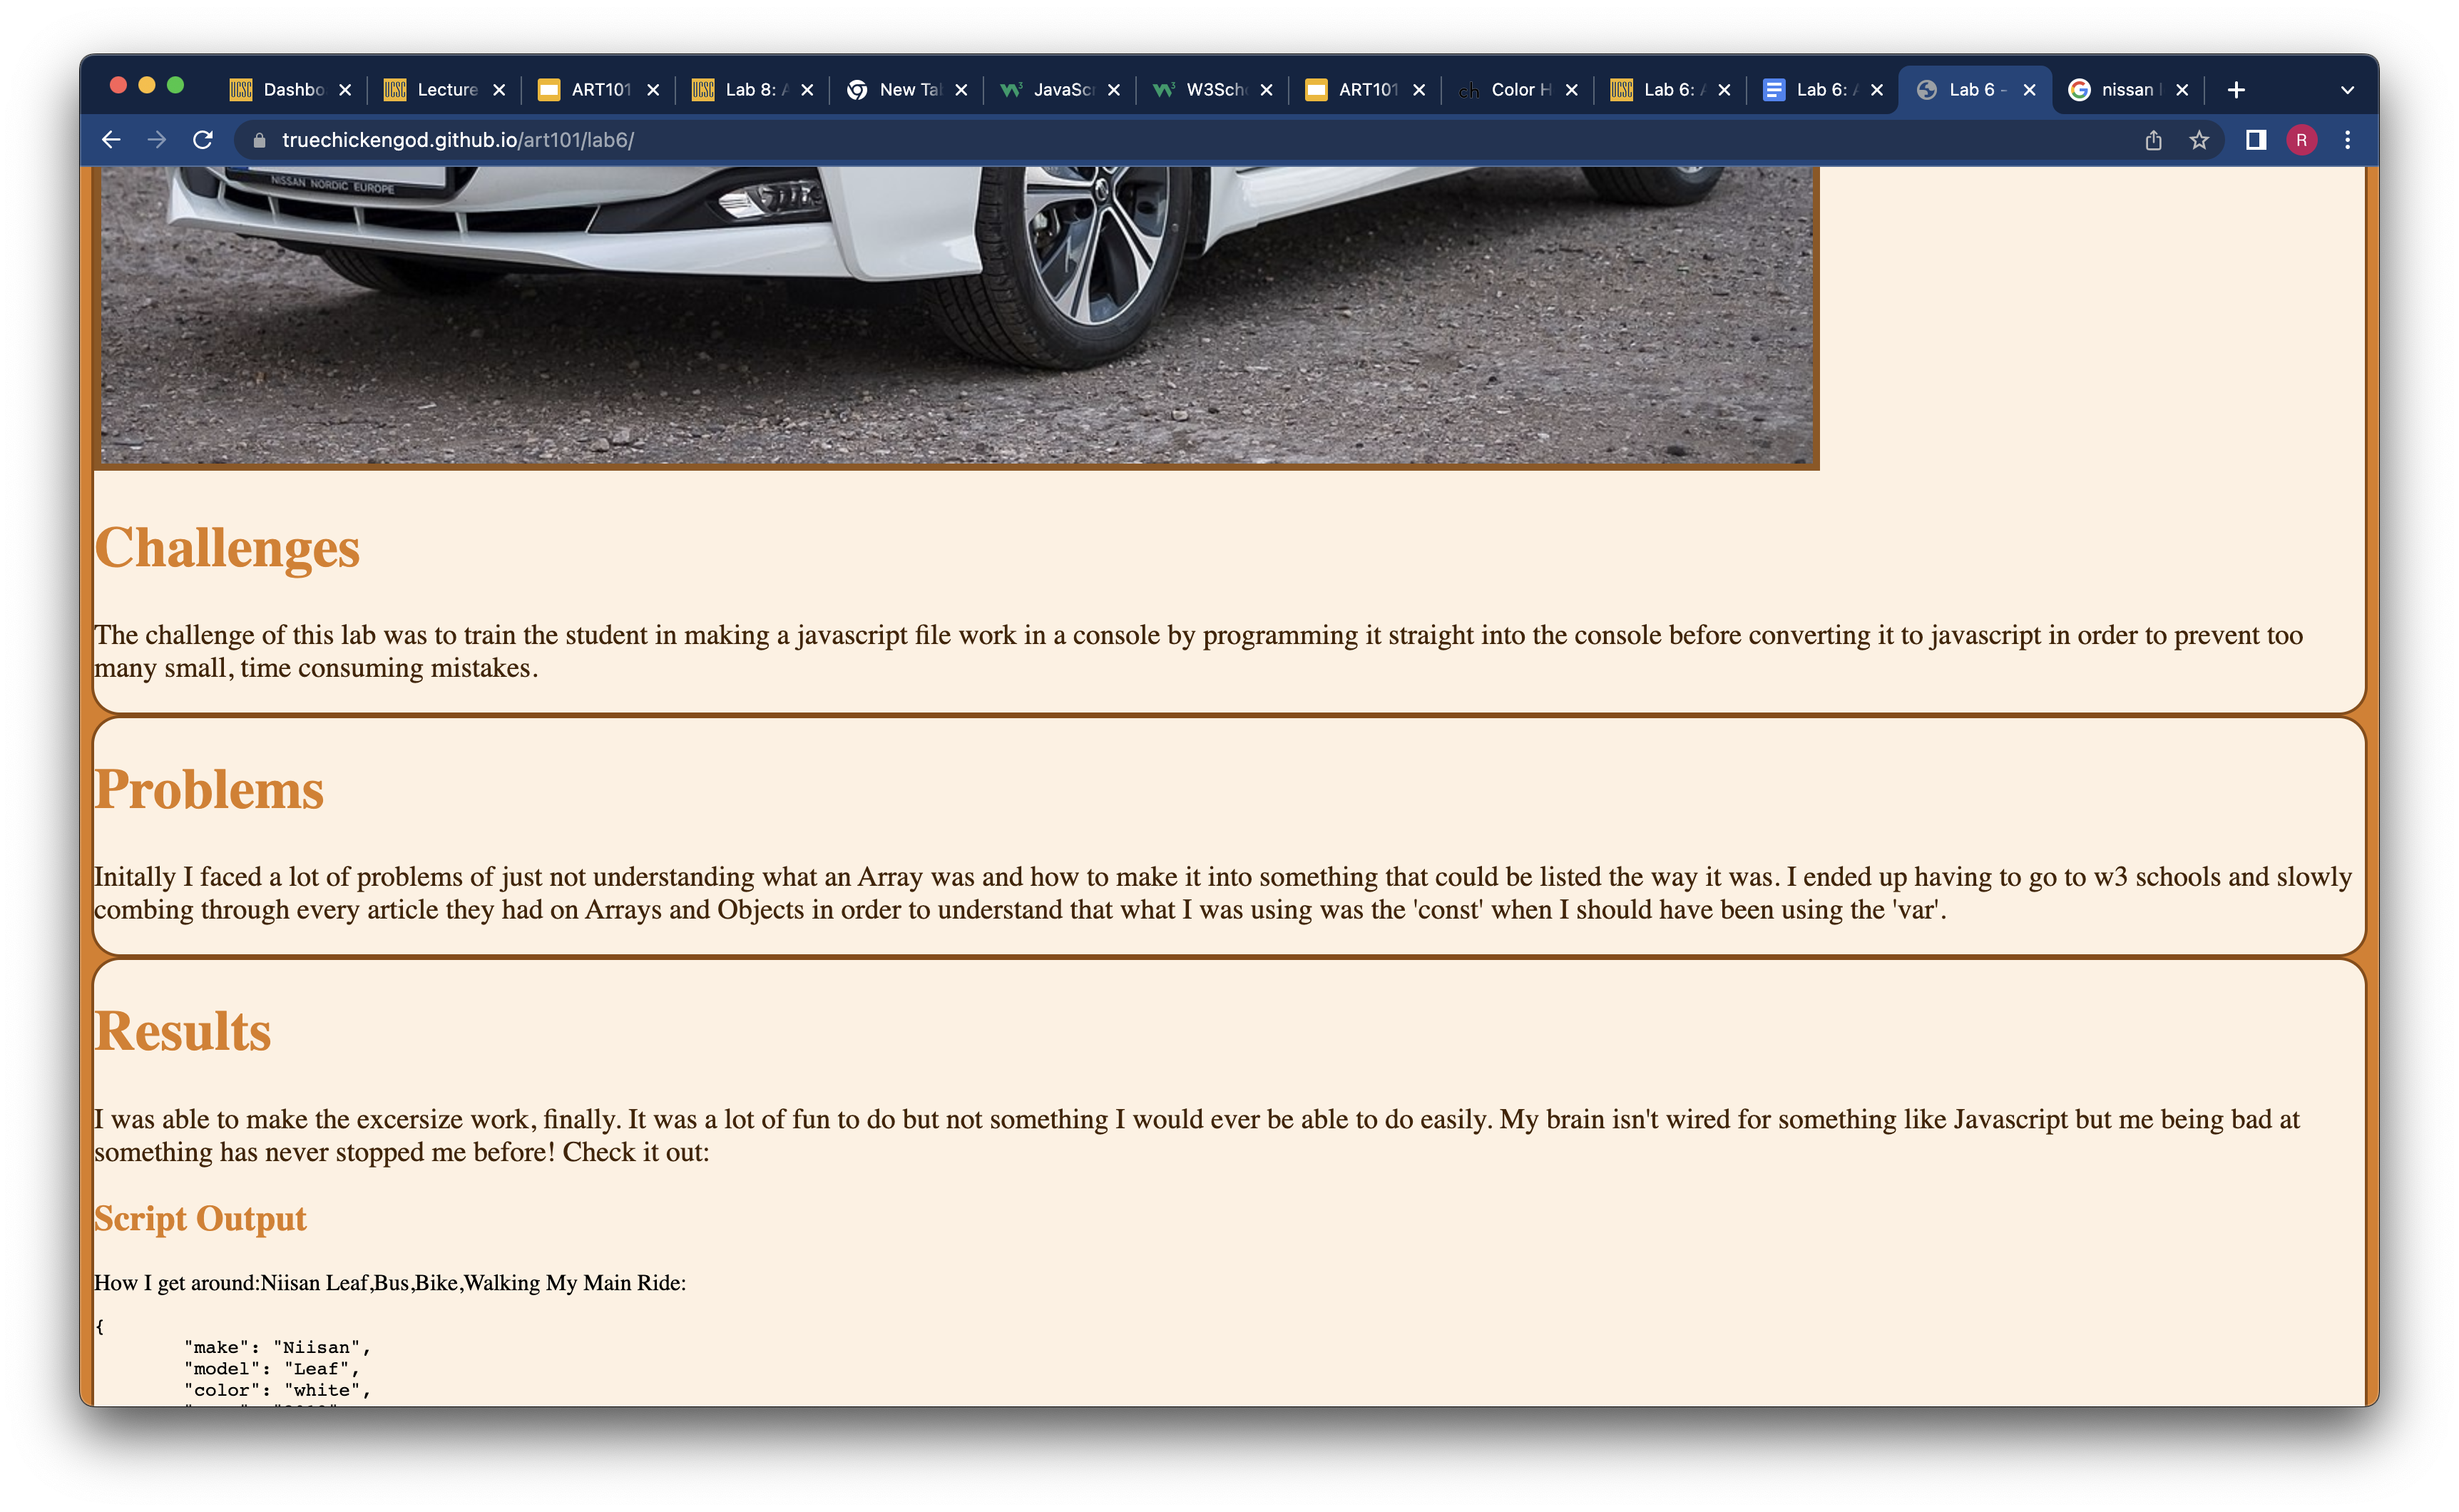 Dashbo
Lecture
ART101
Lab 8: A
New Tal
JavaScr
W3Scho
ART101
ch Color H
Lab 6: A
Lab 6: A
Lab 6 -
nissan l
truechickengod.github.io/art101/lab6/
R
NISSAN NORDIC EUROPE
Challenges
The challenge of this lab was to train the student in making a javascript file work in a console by programming it straight into the console before converting it to javascript in order to prevent too
many small, time consuming mistakes.
Problems
Initally I faced a lot of problems of just not understanding what an Array was and how to make it into something that could be listed the way it was. I ended up having to go to w3 schools and slowly
combing through every article they had on Arrays and Objects in order to understand that what I was using was the 'const' when I should have been using the 'var'.
Results
I was able to make the excersize work, finally. It was a lot of fun to do but not something I would ever be able to do easily. My brain isn't wired for something like Javascript but me being bad at
something has never stopped me before! Check it out:
Script Output
How I get around:Niisan Leaf,Bus,Bike,Walking My Main Ride:
{
"make": "Niisan",
"model": "Leaf",
"color": "white",